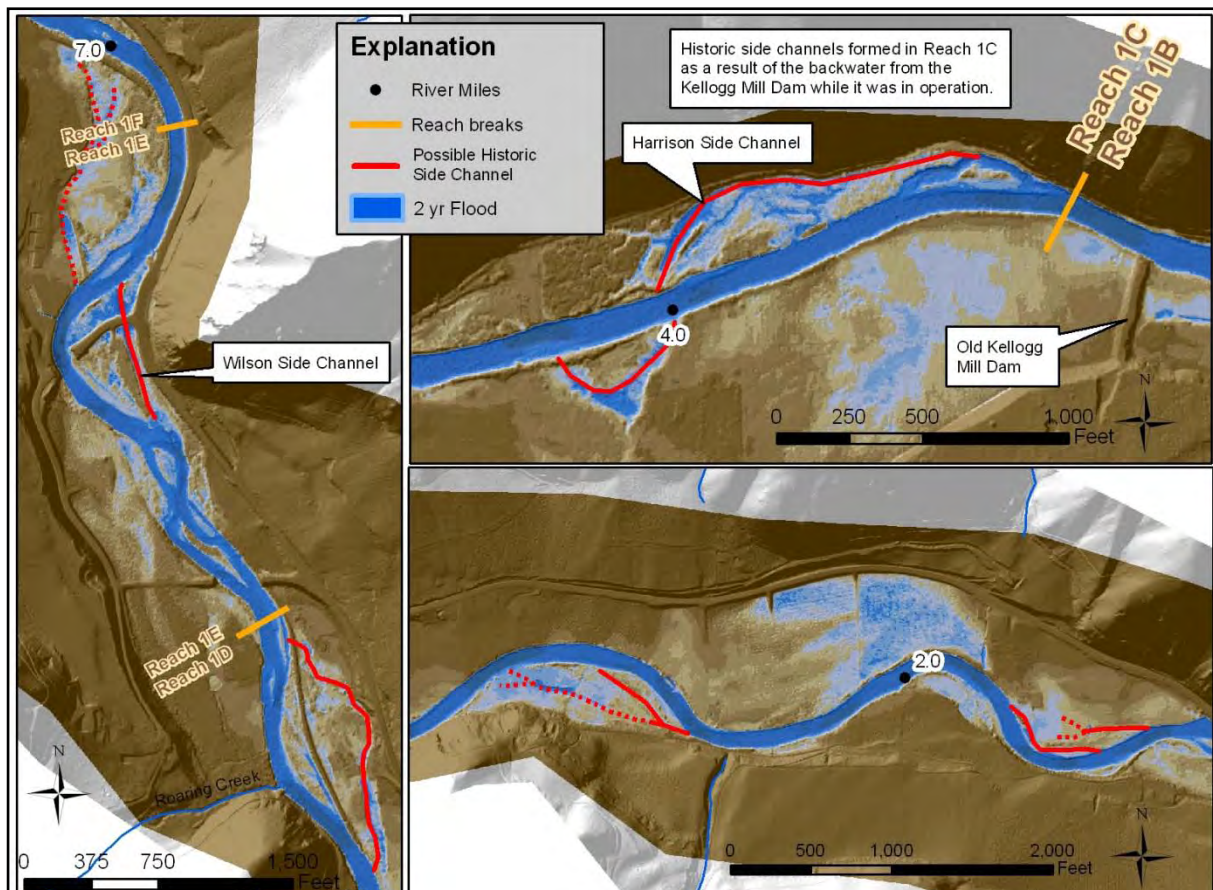 7.0
Reach 1F
Reach 1E
Wilson Side Channel
Reach 1E
Reach 1D
Roaring Creek
N
0 375 750 1,500
Feet
Explanation
River Miles
Reach breaks
Possible Historic
Side Channel
2 yr Flood
Historic side channels formed in Reach 1C
as a result of the backwater from the
Kellogg Mill Dam while it was in operation.
Reach 1C
Reach 1B
Harrison Side Channel
4.0
Old Kellogg
Mill Dam
N
0 250 500 1,000
Feet
2.0
N
0 500 1,000 2,000
Feet